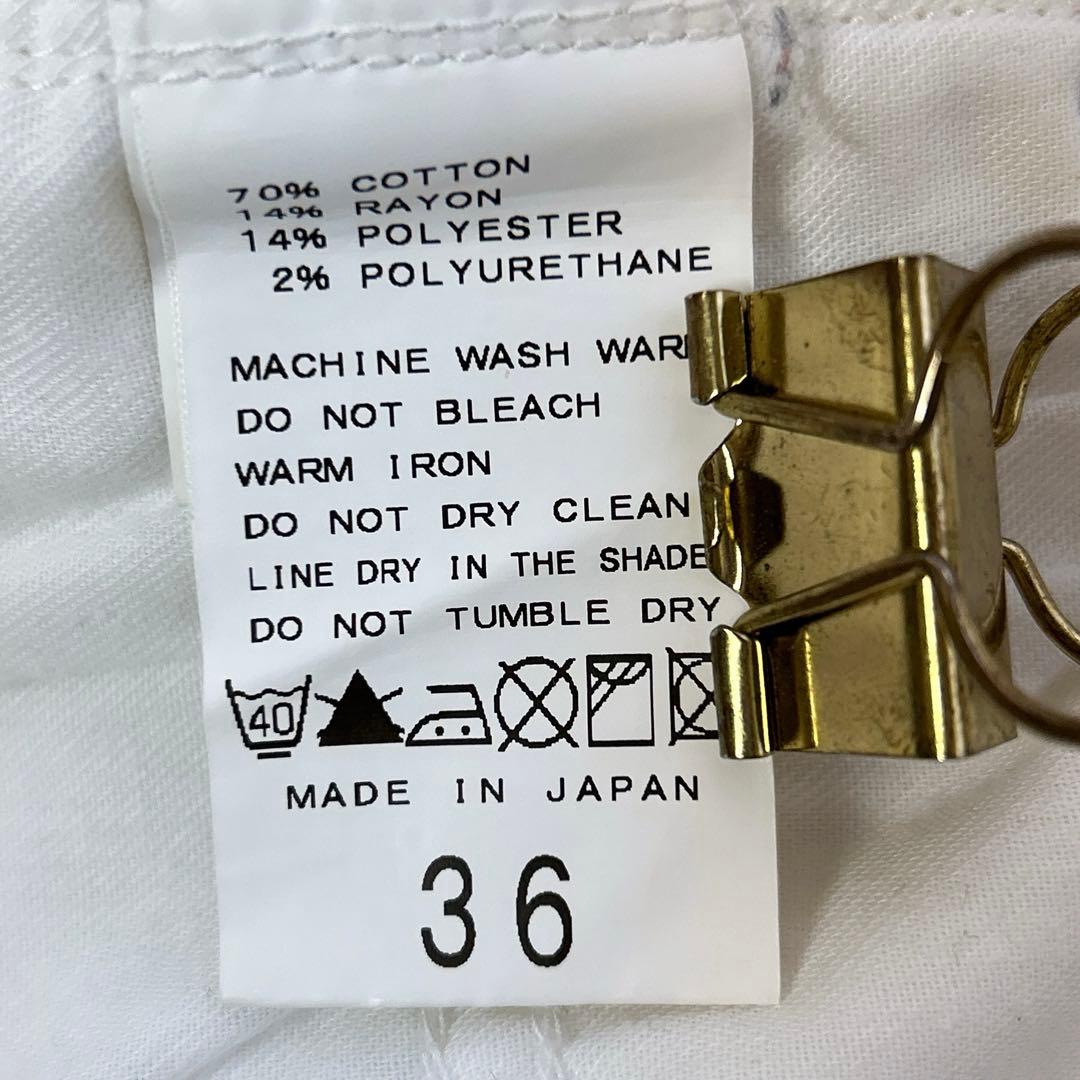 70% COTTON
14% RAYON
14% POLYESTER
2% POLYURETHANE
MACHINE WASH WARM
DO NOT BLEACH
WARM IRON
DO NOT DRY CLEAN
LINE DRY IN THE SHADE
DO NOT TUMBLE DRY
40
MADE IN JAPAN
36